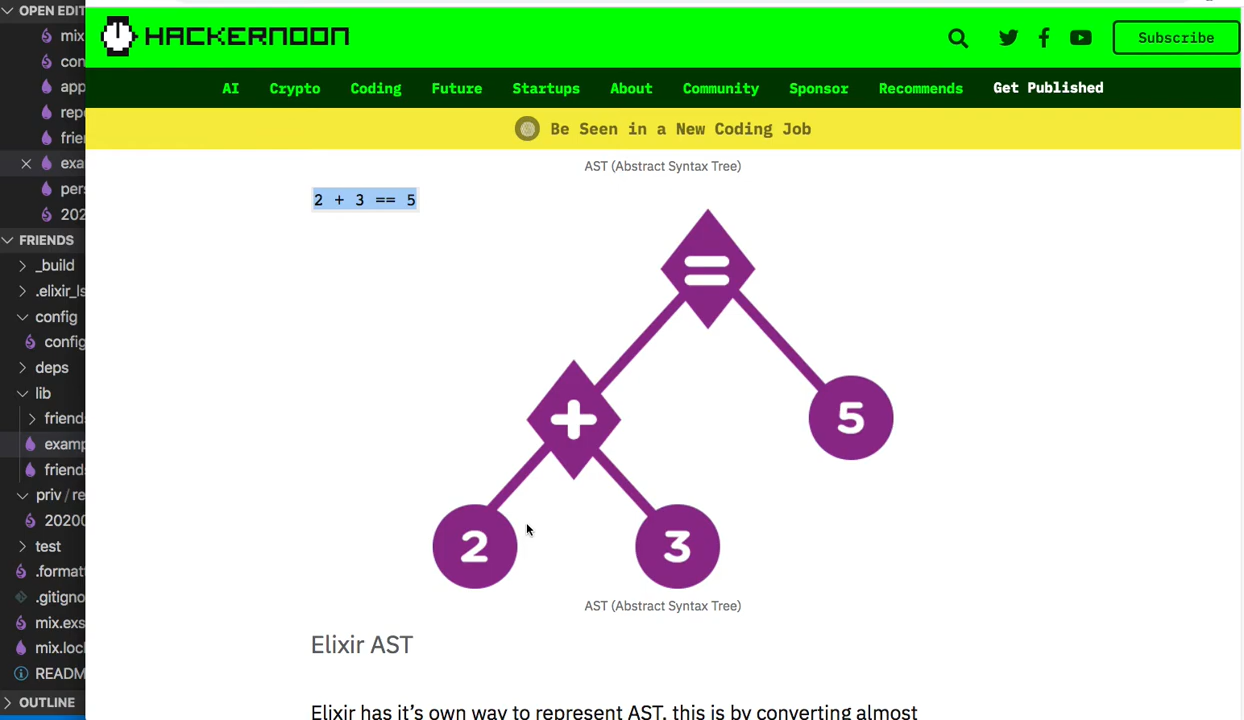 OPEN EDIT
mix
con
app
repo
frie
exa
pers
202
FRIENDS
_build
.elixir_ls
config
config
deps
lib
friends
examp
friends
priv / re
20200
test
.formatt
.gitigno
mix.exs
mix.loc
READM
OUTLINE
HACKERNOON
Subscribe
AI Crypto Coding Future Startups About Community Sponsor Recommends Get Published
Be Seen in a New Coding Job
AST (Abstract Syntax Tree)
2 + 3 == 5
=
+
5
2
3
AST (Abstract Syntax Tree)
Elixir AST
Elixir has it’s own way to represent AST, this is by converting almost